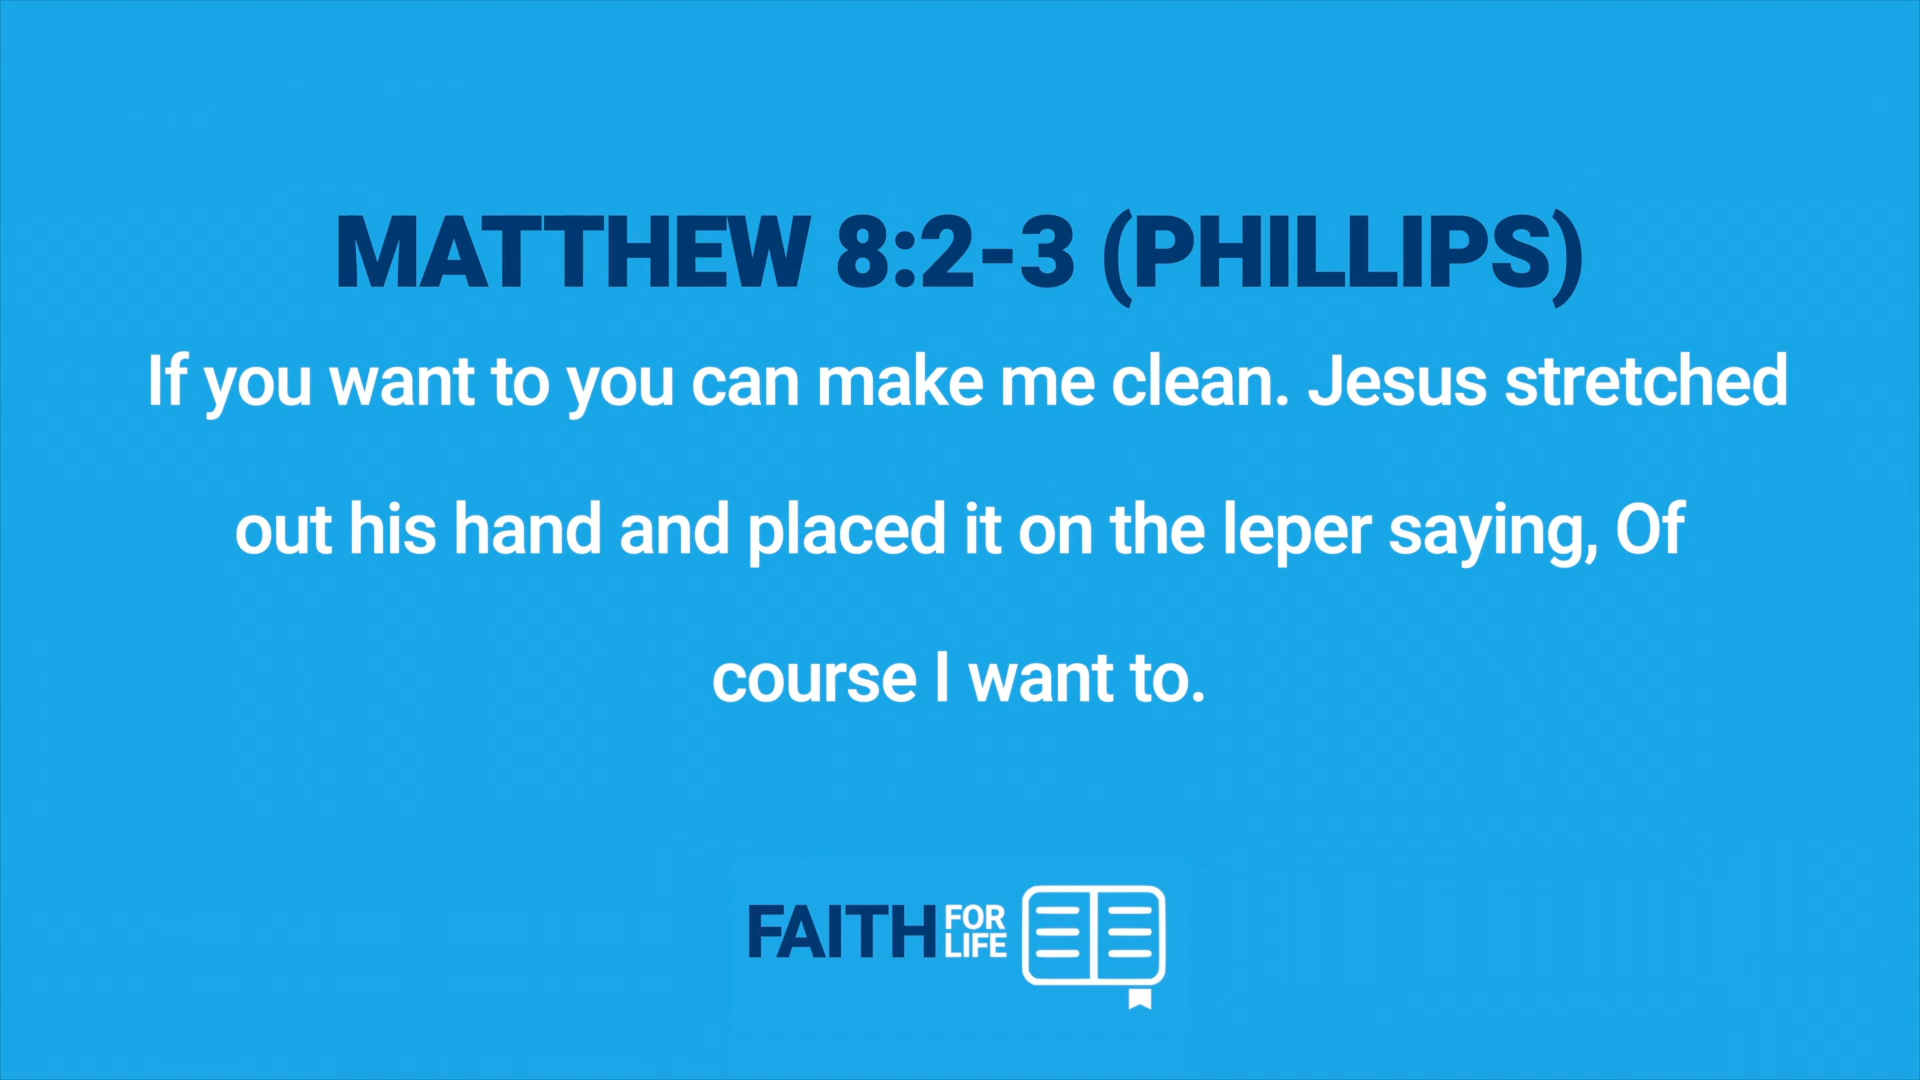 MATTHEW 8:2-3 (PHILLIPS)
If you want to you can make me clean. Jesus stretched
out his hand and placed it on the leper saying, Of
course I want to.
FAITH FOR
LIFE